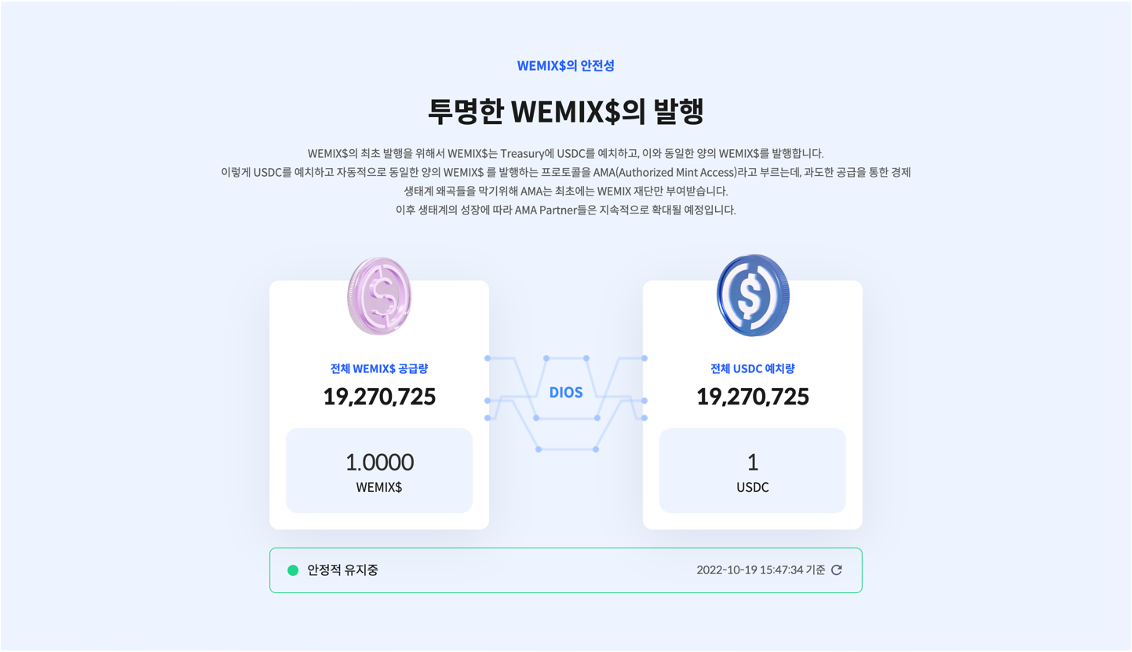 WEMIX$의 안전성
투명한 WEMIX$의 발행
WEMIX$의 최초 발행을 위해서 WEMIX$는 Treasury에 USDC를 예치하고, 이와 동일한 양의 WEMIX$를 발행합니다.
이렇게 USDC를 예치하고 자동적으로 동일한 양의 WEMIX$ 를 발행하는 프로토콜을 AMA(Authorized Mint Access)라고 부르는데, 과도한 공급을 통한 경제
생태계 왜곡들을 막기위해 AMA는 최초에는 WEMIX 재단만 부여받습니다.
이후 생태계의 성장에 따라 AMA Partner들은 지속적으로 확대될 예정입니다.
전체 WEMIX$ 공급량
19,270,725
1.0000
WEMIX$
DIOS
전체 USDC 예치량
19,270,725
1
USDC
안정적 유지중
2022-10-19 15:47:34 기준